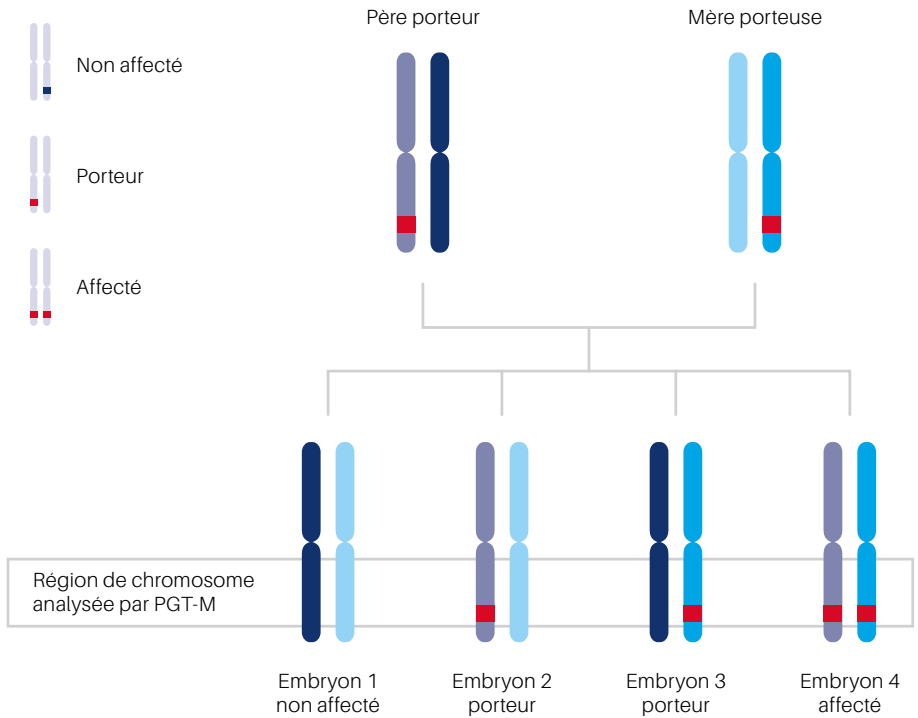 Père porteur
Mère porteuse
Non affecté
Porteur
Affecté
Région de chromosome
analysée par PGT-M
Embryon 1
non affecté
Embryon 2
porteur
Embryon 3
porteur
Embryon 4
affecté